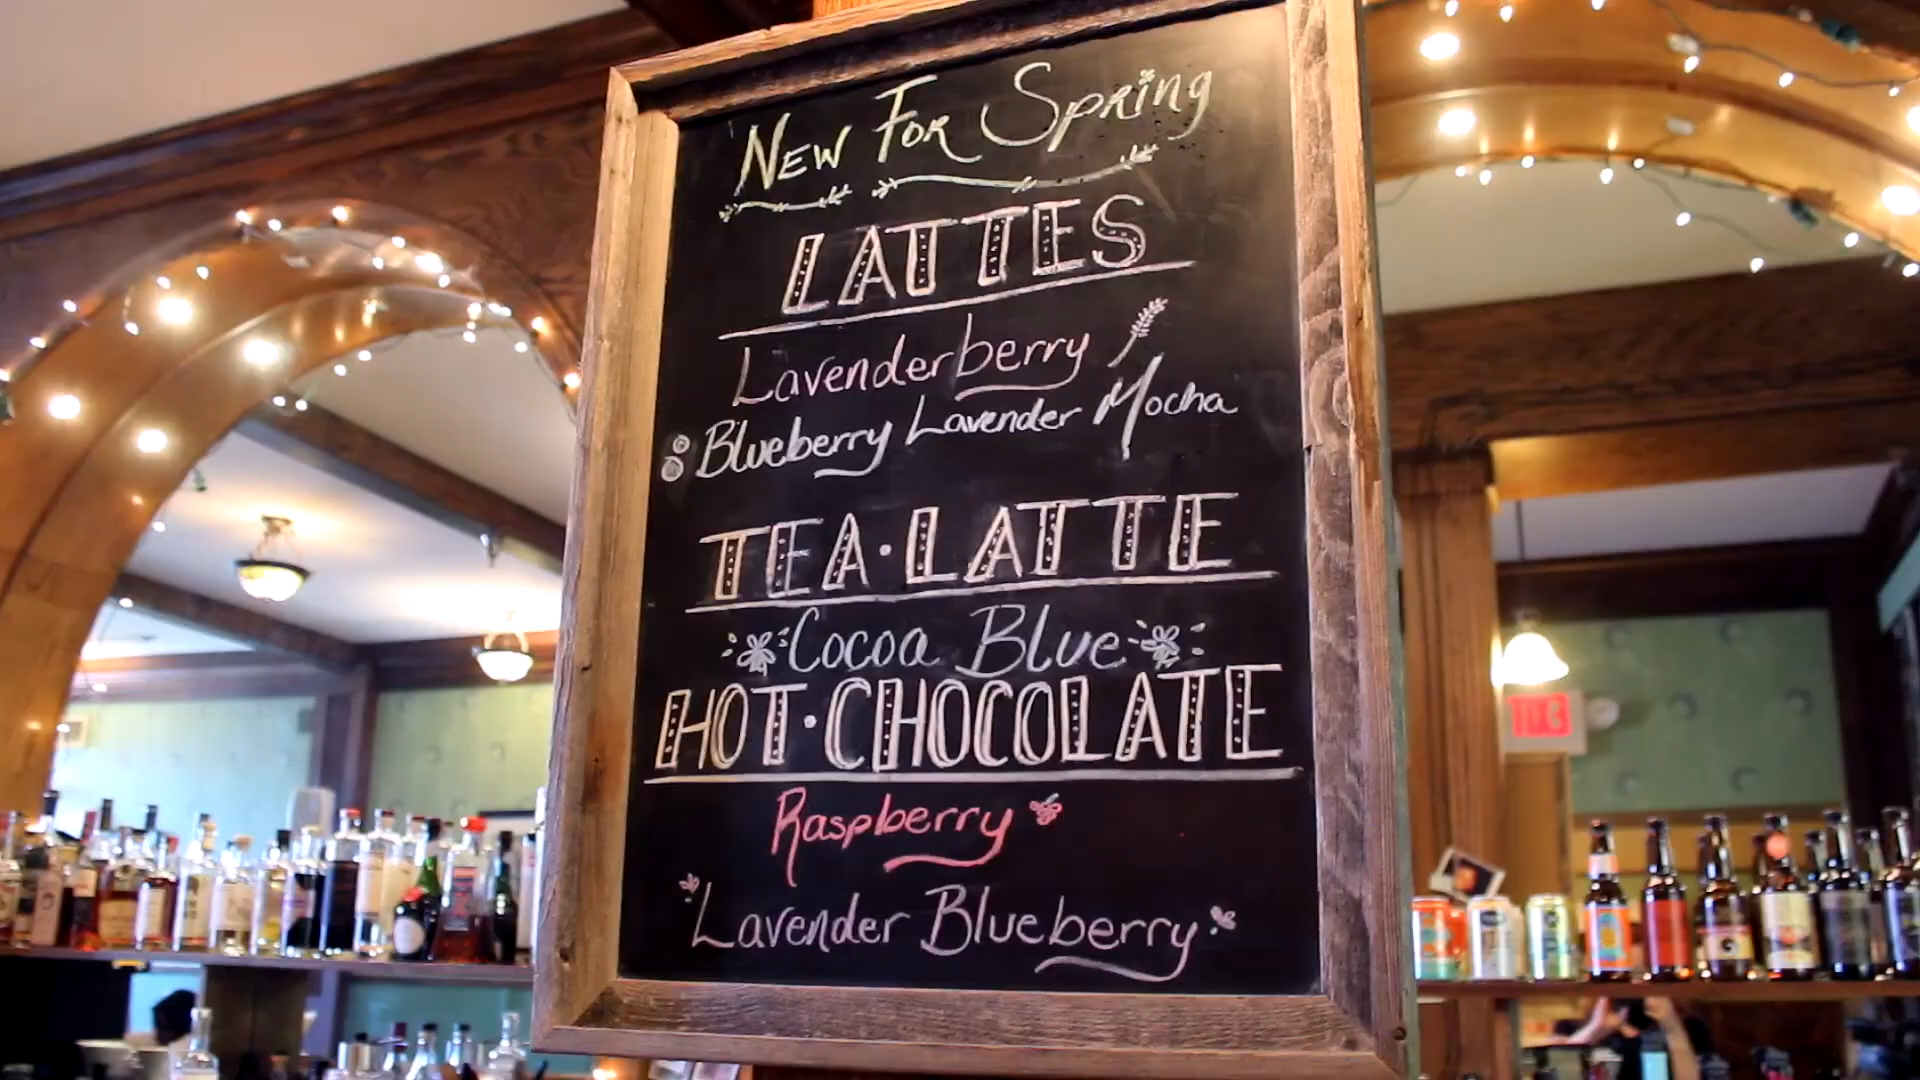 New For Spring
LATTES
Lavenderberry
Blueberry Lavender Mocha
TEA·LATTE
Cocoa Blue
HOT·CHOCOLATE
Raspberry
Lavender Blueberry